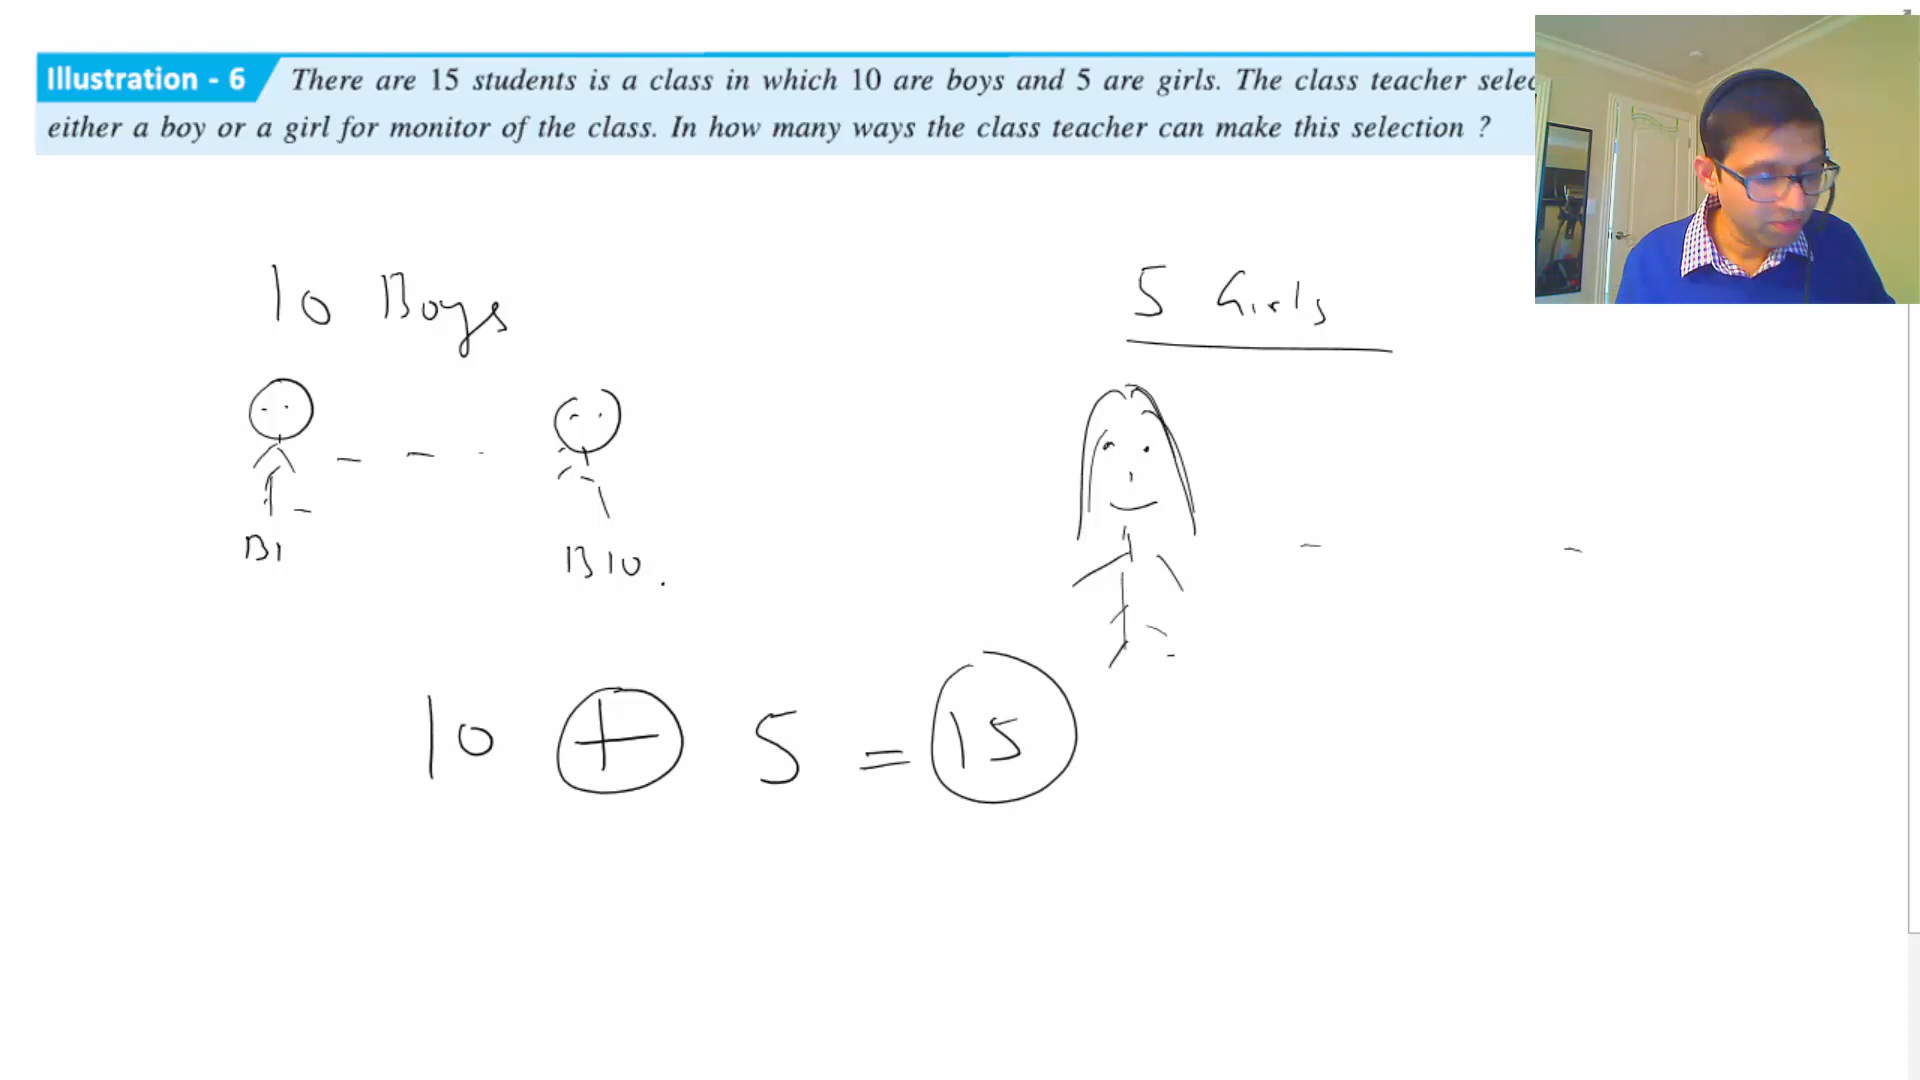 Illustration - 6 There are 15 students is a class in which 10 are boys and 5 are girls. The class teacher selec
either a boy or a girl for monitor of the class. In how many ways the class teacher can make this selection ?
10 Boys 5 Girls
B1 B10.
10 + 5 = 15